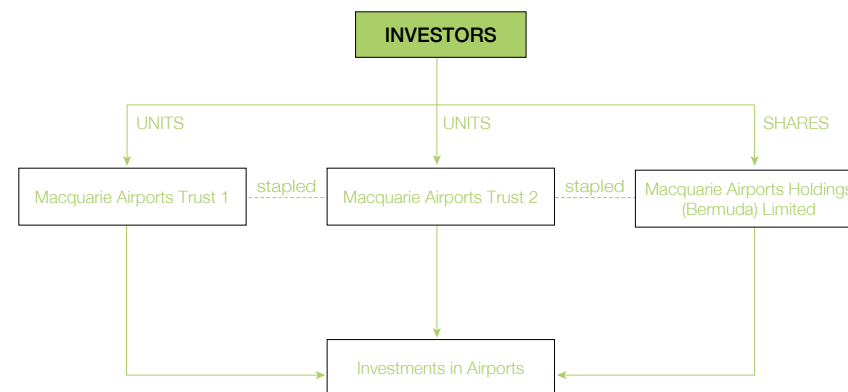 INVESTORS
UNITS
UNITS
SHARES
Macquarie Airports Trust 1
stapled
Macquarie Airports Trust 2
stapled
Macquarie Airports Holdings
(Bermuda) Limited
Investments in Airports